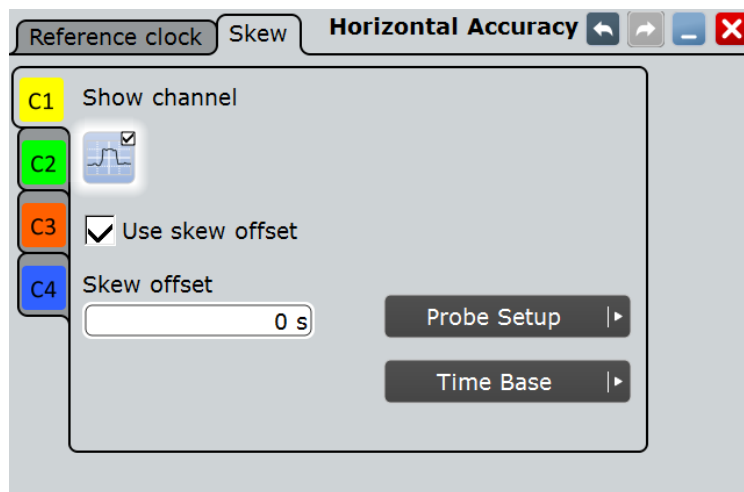 Reference clock Skew Horizontal Accuracy
C1 Show channel
C2
C3 Use skew offset
C4 Skew offset
0 s Probe Setup
Time Base